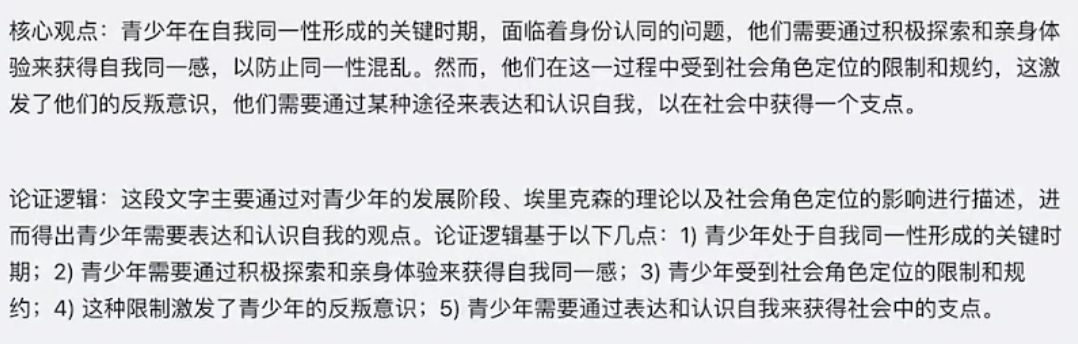 核心观点：青少年在自我同一性形成的关键时期，面临着身份认同的问题，他们需要通过积极探索和亲身体
验来获得自我同一感，以防止同一性混乱。然而，他们在这一过程中受到社会角色定位的限制和规约，这激
发了他们的反叛意识，他们需要通过某种途径来表达和认识自我，以在社会中获得一个支点。
论证逻辑：这段文字主要通过对青少年的发展阶段、埃里克森的理论以及社会角色定位的影响进行描述，进
而得出青少年需要表达和认识自我的观点。论证逻辑基于以下几点：1) 青少年处于自我同一性形成的关键时
期；2) 青少年需要通过积极探索和亲身体验来获得自我同一感；3) 青少年受到社会角色定位的限制和规
约；4) 这种限制激发了青少年的反叛意识；5) 青少年需要通过表达和认识自我来获得社会中的支点。